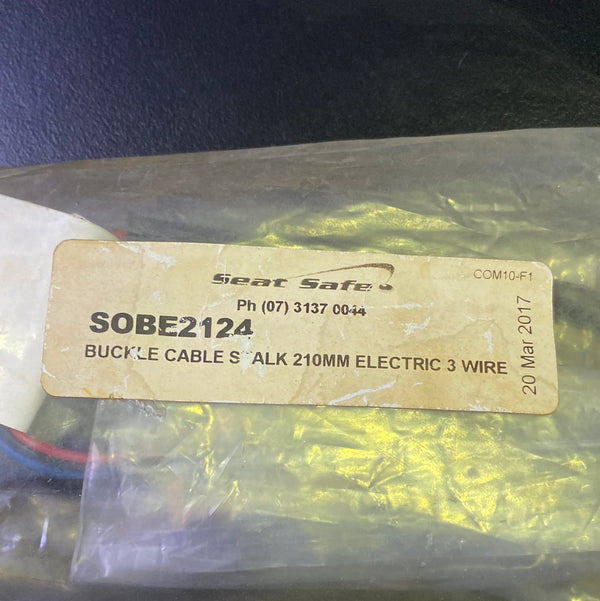 Seat Safe
COM10-F1
Ph (07) 3137 0044
SOBE2124
BUCKLE CABLE STALK 210MM ELECTRIC 3 WIRE
20 Mar 2017